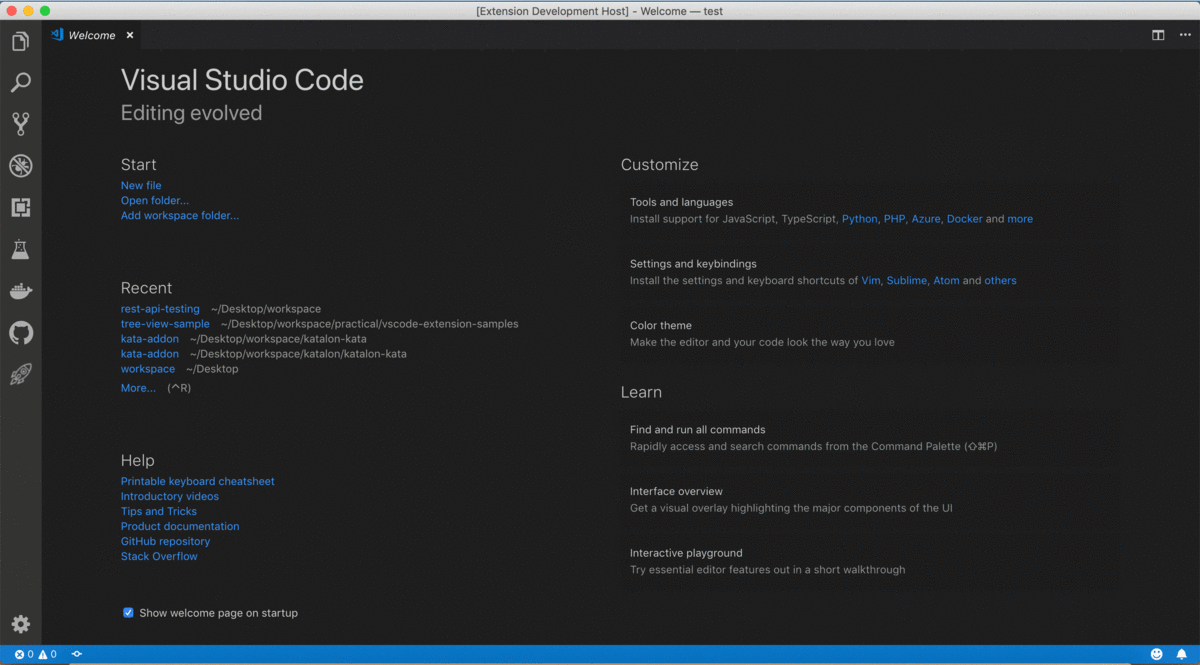 [Extension Development Host] - Welcome — test
Welcome
Visual Studio Code
Editing evolved
Start
New file
Open folder...
Add workspace folder...
Recent
rest-api-testing ~/Desktop/workspace
tree-view-sample ~/Desktop/workspace/practical/vscode-extension-samples
kata-addon ~/Desktop/workspace/katalon-kata
kata-addon ~/Desktop/workspace/katalon/katalon-kata
workspace ~/Desktop
More... (^R)
Help
Printable keyboard cheatsheet
Introductory videos
Tips and Tricks
Product documentation
GitHub repository
Stack Overflow
Show welcome page on startup
Customize
Tools and languages
Install support for JavaScript, TypeScript, Python, PHP, Azure, Docker and more
Settings and keybindings
Install the settings and keyboard shortcuts of Vim, Sublime, Atom and others
Color theme
Make the editor and your code look the way you love
Learn
Find and run all commands
Rapidly access and search commands from the Command Palette (⇧⌘P)
Interface overview
Get a visual overlay highlighting the major components of the UI
Interactive playground
Try essential editor features out in a short walkthrough
0 0